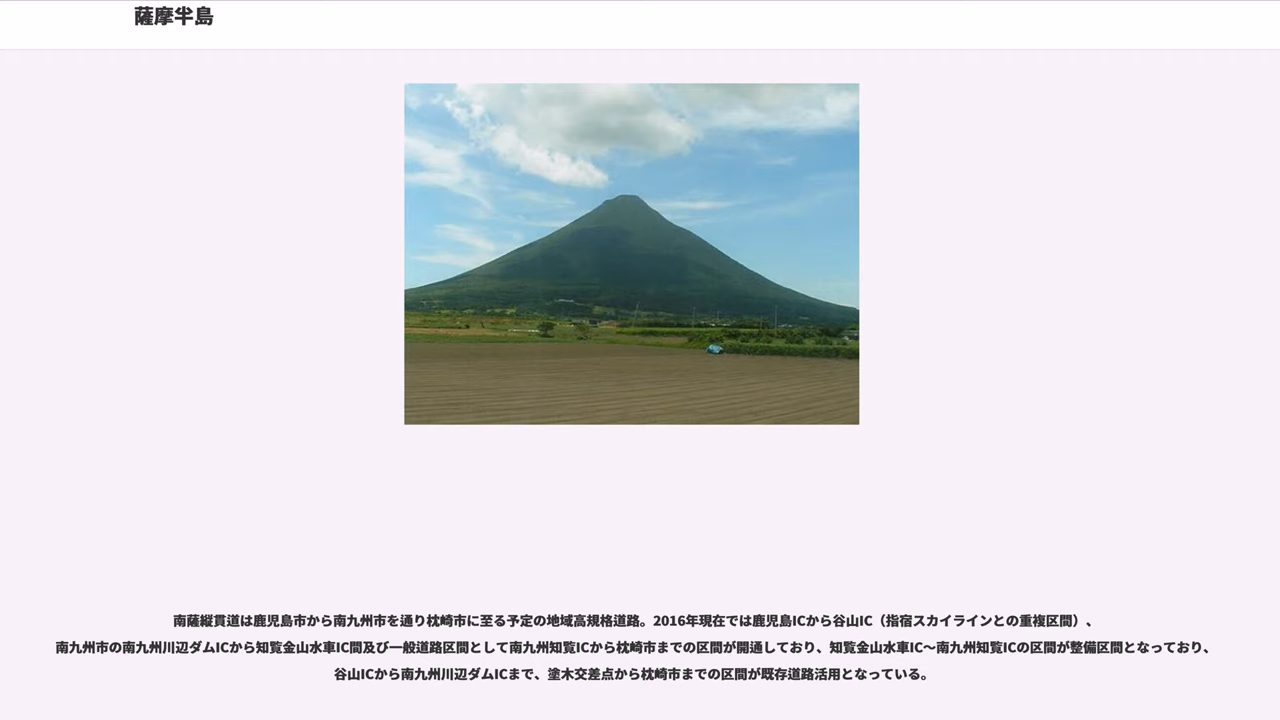 薩摩半島
南薩縦貫道は鹿児島市から南九州市を通り枕崎市に至る予定の地域高規格道路。2016年現在では鹿児島ICから谷山IC（指宿スカイラインとの重複区間）、
南九州市の南九州川辺ダムICから知覧金山水車IC間及び一般道路区間として南九州知覧ICから枕崎市までの区間が開通しており、知覧金山水車IC〜南九州知覧ICの区間が整備区間となっており、
谷山ICから南九州川辺ダムICまで、塗木交差点から枕崎市までの区間が既存道路活用となっている。